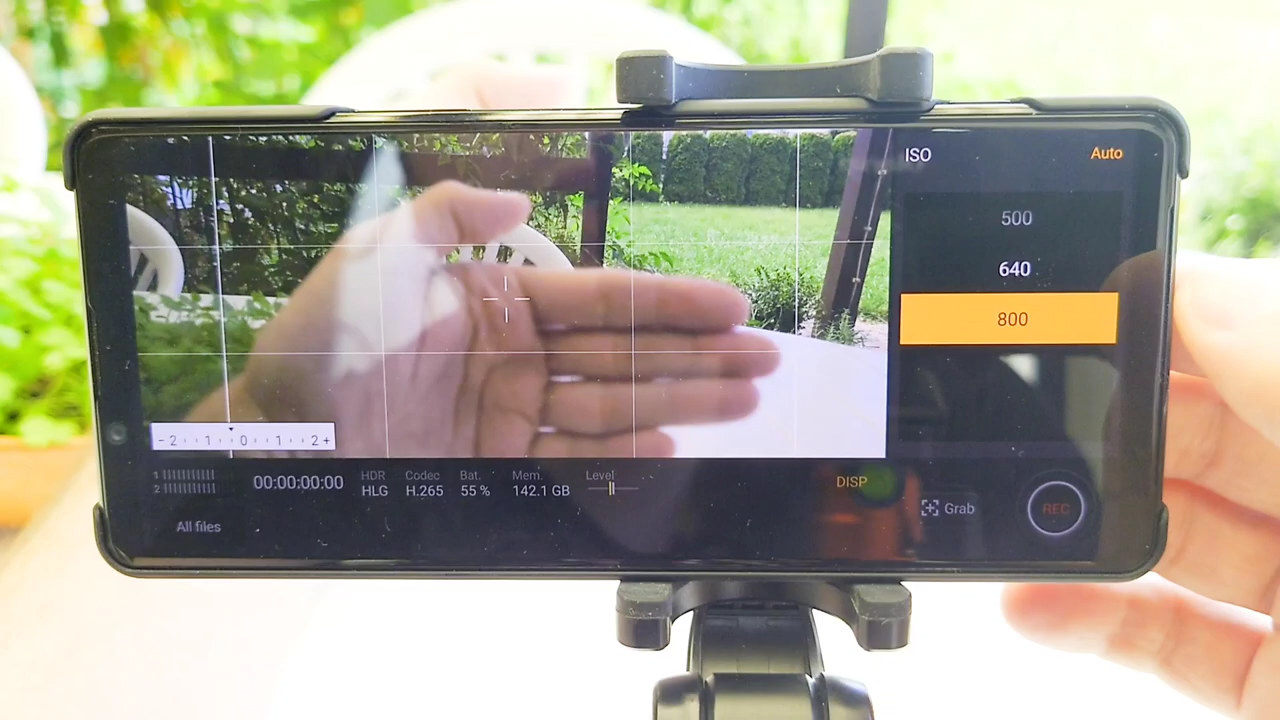 ISO
Auto
500
640
800
-2 1 0 1 2+
1
2
00:00:00:00
HDR
HLG
Codec
H.265
Bat.
55 %
Mem.
142.1 GB
Level
DISP
Grab
REC
All files